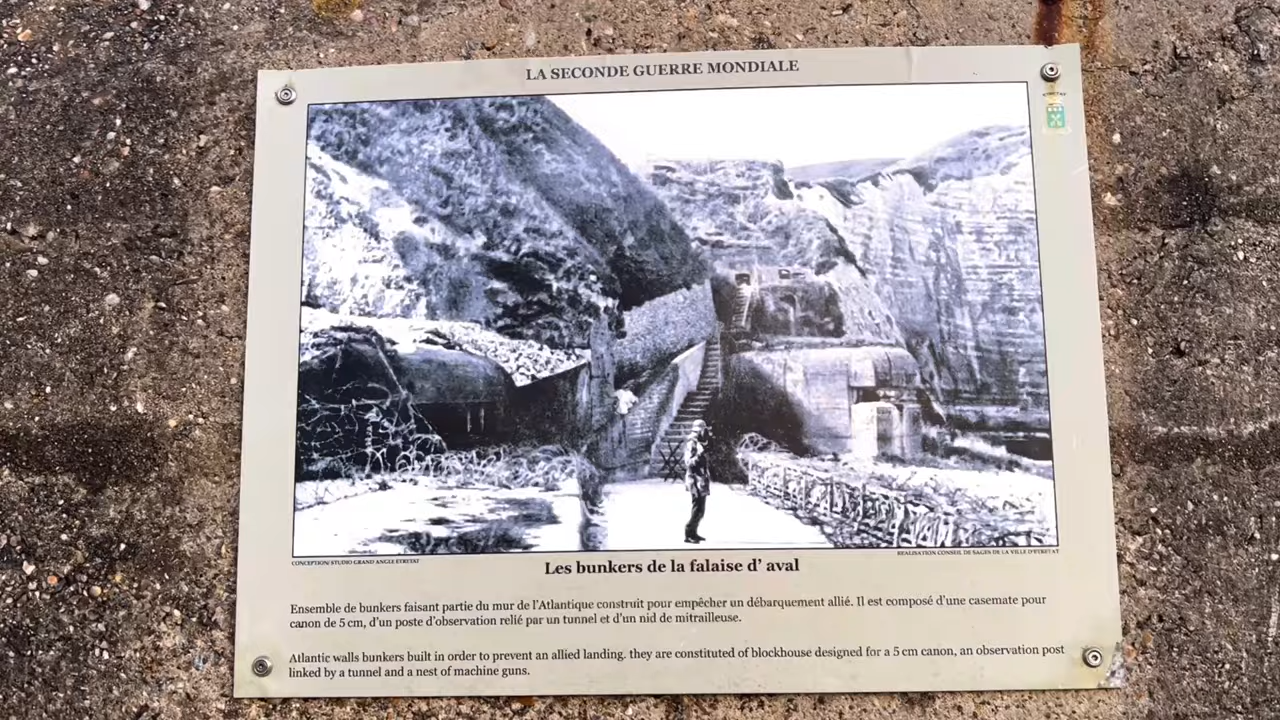 LA SECONDE GUERRE MONDIALE
ETRETAT
CONCEPTION/STUDIO GRAND ANGLE ETRETAT
REALISATION CONSEIL DE SAGES DE LA VILLE D'ETRETAT
Les bunkers de la falaise d' aval
Ensemble de bunkers faisant partie du mur de l'Atlantique construit pour empêcher un débarquement allié. Il est composé d'une casemate pour
canon de 5 cm, d'un poste d'observation relié par un tunnel et d'un nid de mitrailleuse.
Atlantic walls bunkers built in order to prevent an allied landing. they are constituted of blockhouse designed for a 5 cm canon, an observation post
linked by a tunnel and a nest of machine guns.